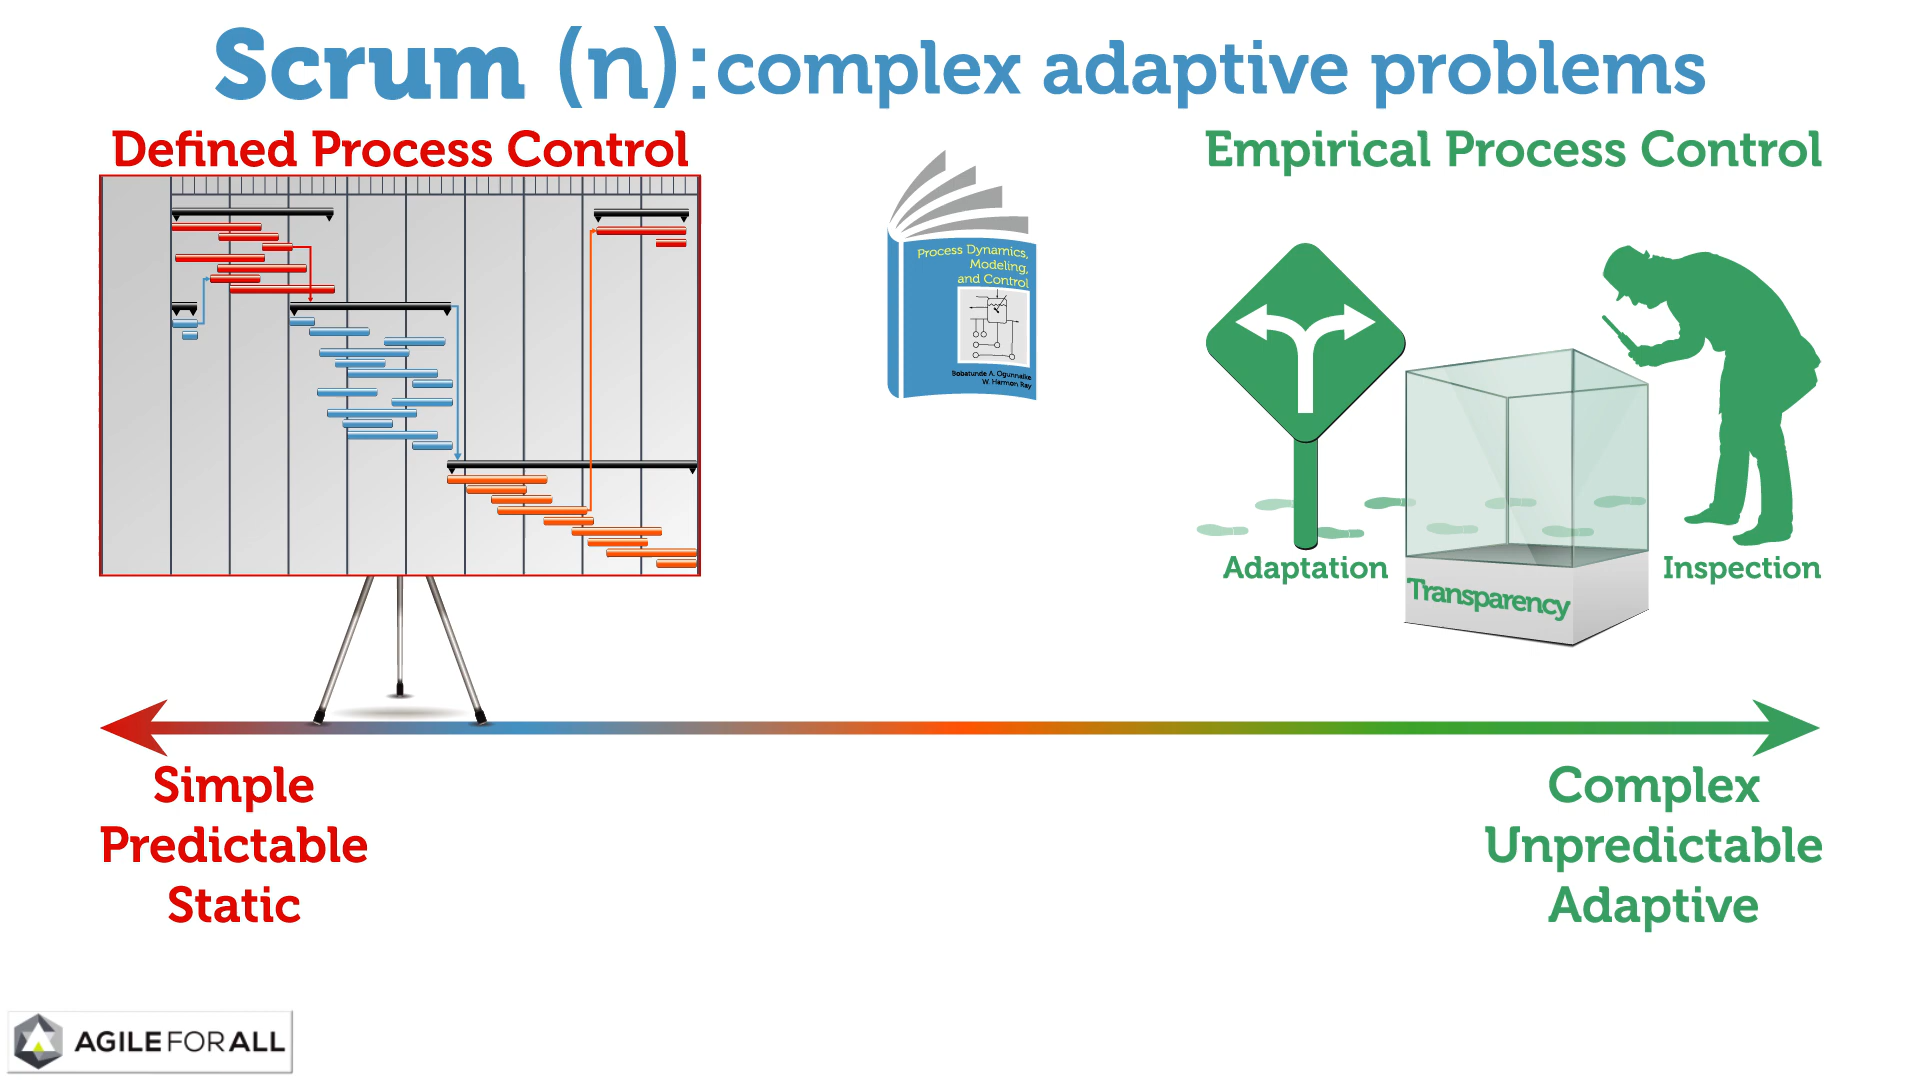 Scrum (n): complex adaptive problems
Defined Process Control
Empirical Process Control
Process Dynamics,
Modeling,
and Control
Babatunde A. Ogunnaike
W. Harmon Ray
Adaptation
Transparency
Inspection
Simple
Predictable
Static
Complex
Unpredictable
Adaptive
AGILE FOR ALL